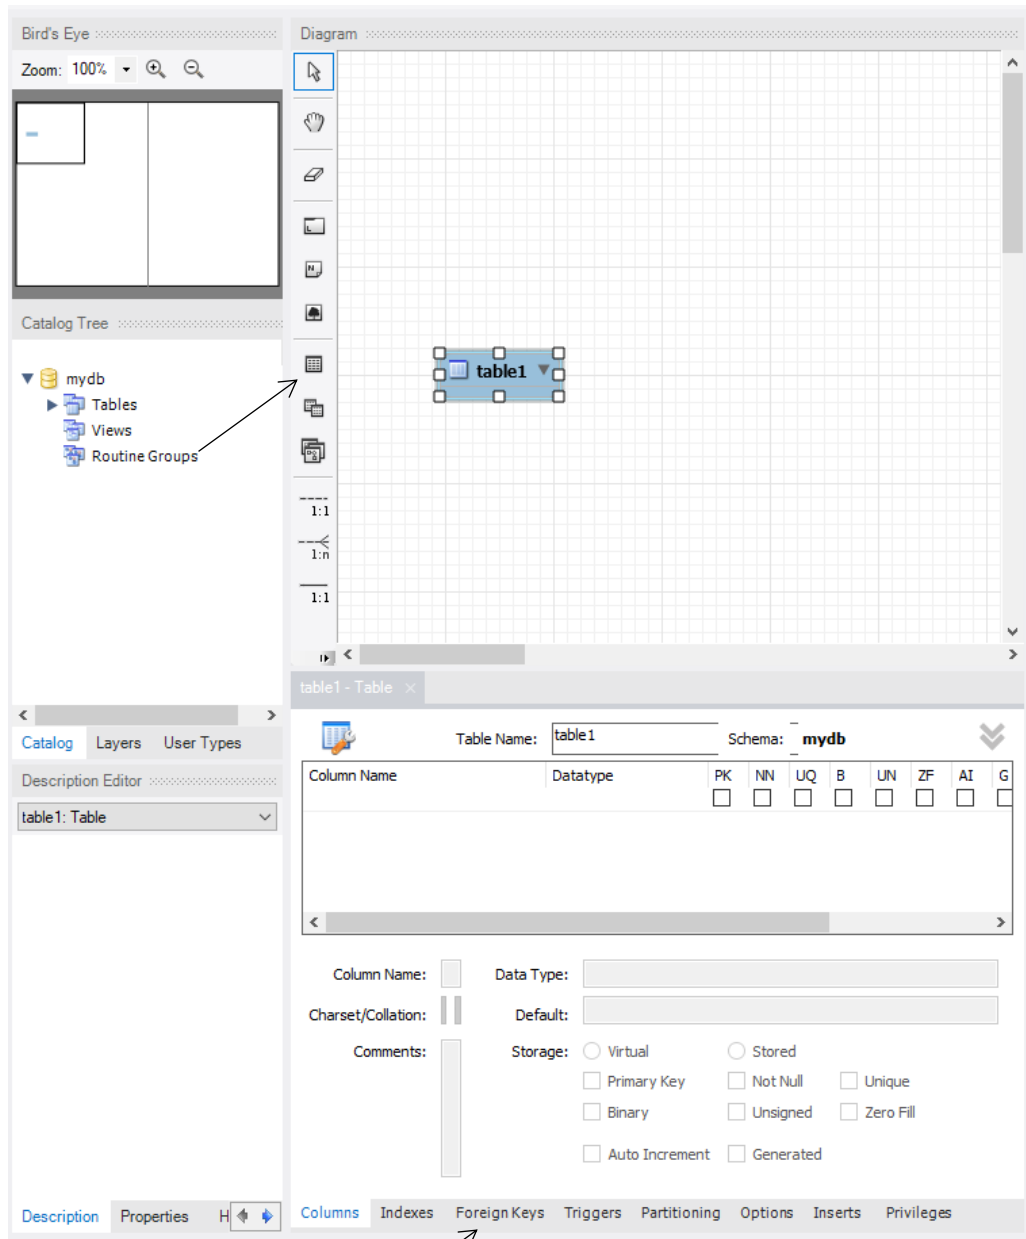 Bird's Eye
Zoom: 100%
Catalog Tree
mydb
Tables
Views
Routine Groups
Catalog Layers User Types
Description Editor
table1: Table
Description Properties H
Diagram
L
N
table1
1:1
1:n
1:1
table1 - Table ×
Table Name: table1 Schema: mydb
Column Name Datatype PK NN UQ B UN ZF AI G
Column Name: Data Type:
Charset/Collation: Default:
Comments: Storage: Virtual Stored
Primary Key Not Null Unique
Binary Unsigned Zero Fill
Auto Increment Generated
Columns Indexes Foreign Keys Triggers Partitioning Options Inserts Privileges